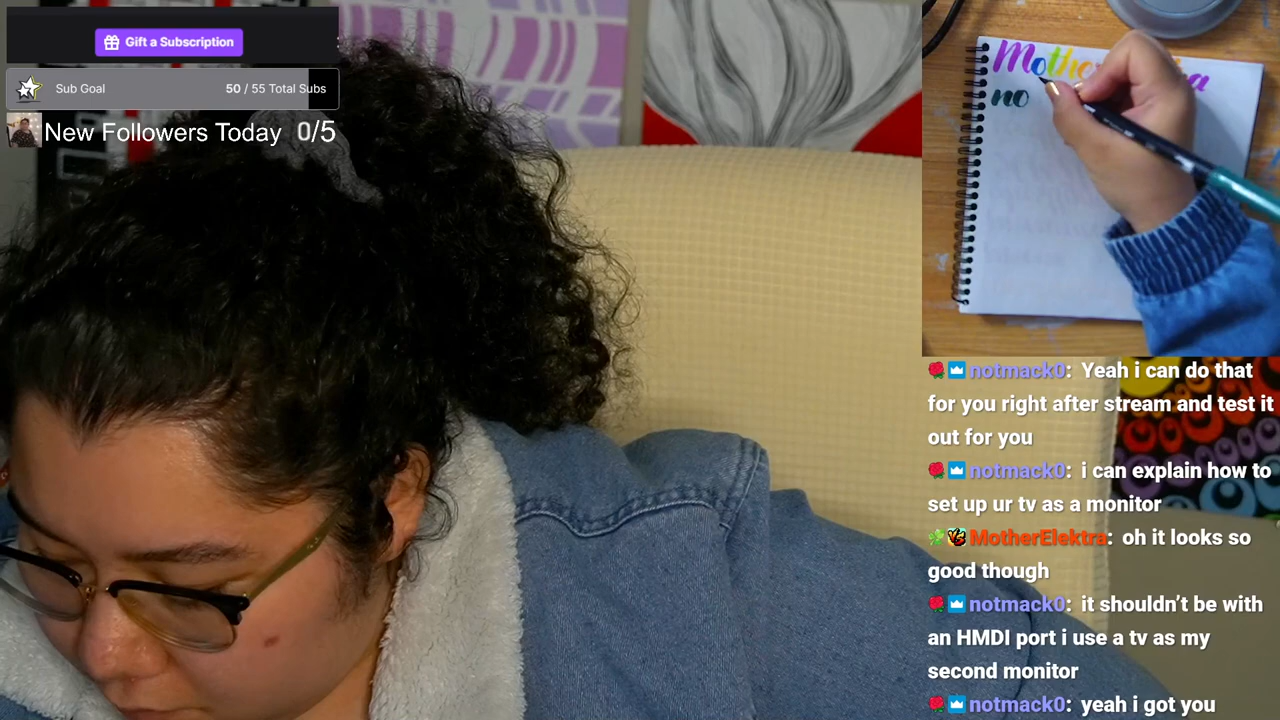 Gift a Subscription
Sub Goal 50 / 55 Total Subs
New Followers Today 0/5
no
notmack0: Yeah i can do that
for you right after stream and test it
out for you
notmack0: i can explain how to
set up ur tv as a monitor
MotherElektra: oh it looks so
good though
notmack0: it shouldn't be with
an HMDI port i use a tv as my
second monitor
notmack0: yeah i got you